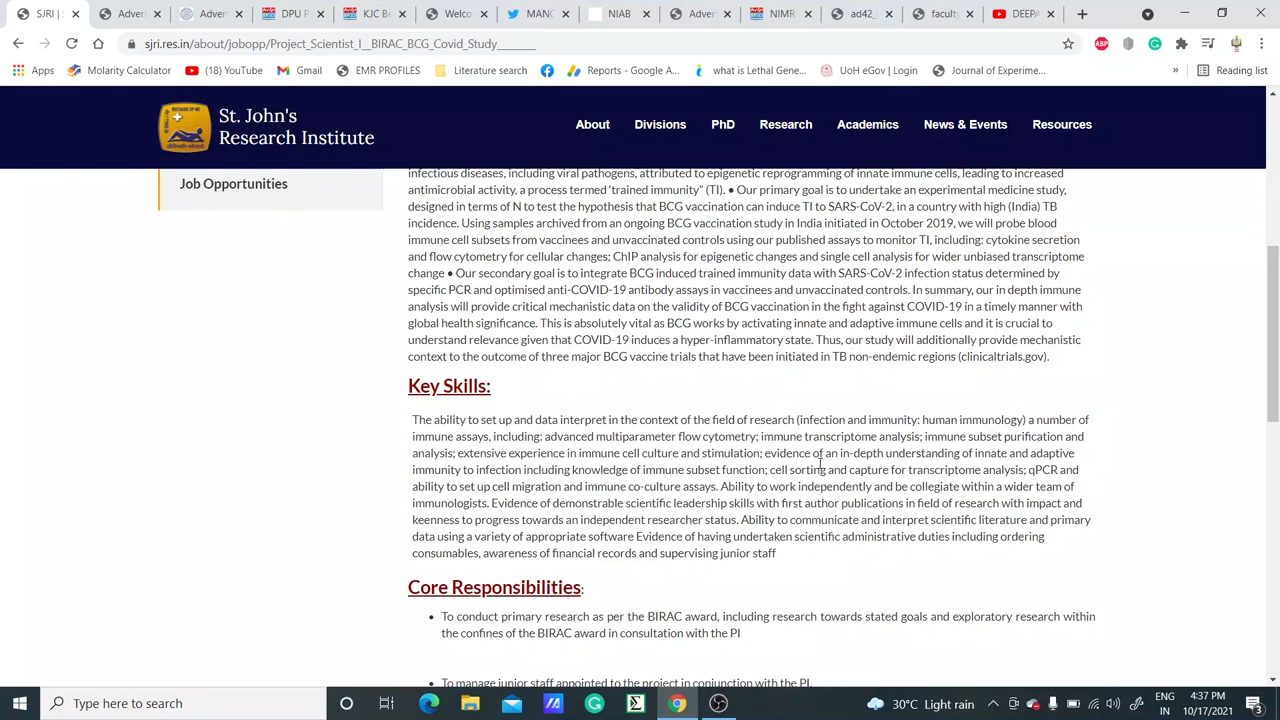 SJRI | S
Advert
Advert
DPU P
KJC Be
Welco
MANC
NIAB
Adver
NIMR
ad42_
faculty
DEEPA
sjri.res.in/about/jobopp/Project_Scientist_I__BIRAC_BCG_Covid_Study______
ABP
Apps
Molarity Calculator
(18) YouTube
Gmail
EMR PROFILES
Literature search
Reports - Google A...
what is Lethal Gene...
UoH eGov | Login
Journal of Experime...
»
Reading list
St. John's
Research Institute
About
Divisions
PhD
Research
Academics
News & Events
Resources
Job Opportunities
infectious diseases, including viral pathogens, attributed to epigenetic reprogramming of innate immune cells, leading to increased
antimicrobial activity, a process termed 'trained immunity" (TI). • Our primary goal is to undertake an experimental medicine study,
designed in terms of N to test the hypothesis that BCG vaccination can induce TI to SARS-CoV-2, in a country with high (India) TB
incidence. Using samples archived from an ongoing BCG vaccination study in India initiated in October 2019, we will probe blood
immune cell subsets from vaccinees and unvaccinated controls using our published assays to monitor TI, including: cytokine secretion
and flow cytometry for cellular changes; ChIP analysis for epigenetic changes and single cell analysis for wider unbiased transcriptome
change • Our secondary goal is to integrate BCG induced trained immunity data with SARS-CoV-2 infection status determined by
specific PCR and optimised anti-COVID-19 antibody assays in vaccinees and unvaccinated controls. In summary, our in depth immune
analysis will provide critical mechanistic data on the validity of BCG vaccination in the fight against COVID-19 in a timely manner with
global health significance. This is absolutely vital as BCG works by activating innate and adaptive immune cells and it is crucial to
understand relevance given that COVID-19 induces a hyper-inflammatory state. Thus, our study will additionally provide mechanistic
context to the outcome of three major BCG vaccine trials that have been initiated in TB non-endemic regions (clinicaltrials.gov).
Key Skills:
The ability to set up and data interpret in the context of the field of research (infection and immunity: human immunology) a number of
immune assays, including: advanced multiparameter flow cytometry; immune transcriptome analysis; immune subset purification and
analysis; extensive experience in immune cell culture and stimulation; evidence of an in-depth understanding of innate and adaptive
immunity to infection including knowledge of immune subset function; cell sorting and capture for transcriptome analysis; qPCR and
ability to set up cell migration and immune co-culture assays. Ability to work independently and be collegiate within a wider team of
immunologists. Evidence of demonstrable scientific leadership skills with first author publications in field of research with impact and
keenness to progress towards an independent researcher status. Ability to communicate and interpret scientific literature and primary
data using a variety of appropriate software Evidence of having undertaken scientific administrative duties including ordering
consumables, awareness of financial records and supervising junior staff
Core Responsibilities:
• To conduct primary research as per the BIRAC award, including research towards stated goals and exploratory research within
the confines of the BIRAC award in consultation with the PI
• To manage junior staff appointed to the project in conjunction with the PI.
Type here to search
30°C Light rain
ENG
IN
4:37 PM
10/17/2021
3